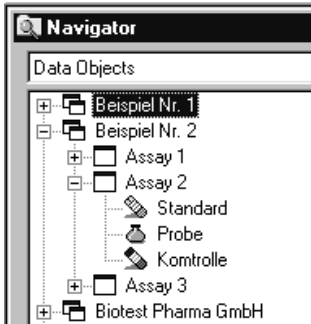 Navigator
Data Objects
Beispiel Nr. 1
Beispiel Nr. 2
Assay 1
Assay 2
Standard
Probe
Komtrolle
Assay 3
Biotest Pharma GmbH